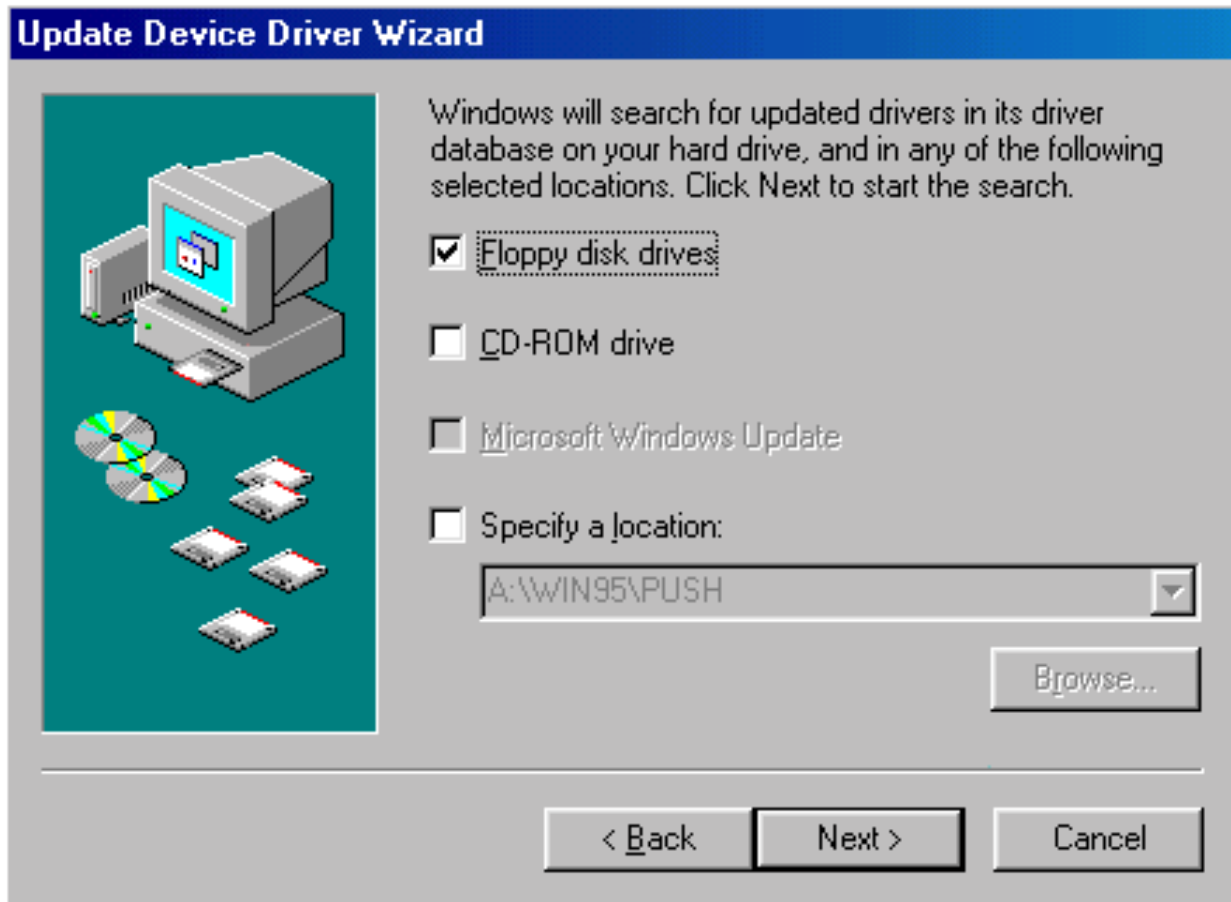 Update Device Driver Wizard
Windows will search for updated drivers in its driver
database on your hard drive, and in any of the following
selected locations. Click Next to start the search.
Floppy disk drives
CD-ROM drive
Microsoft Windows Update
Specify a location:
A:\WIN95\PUSH
Browse...
< Back
Next >
Cancel